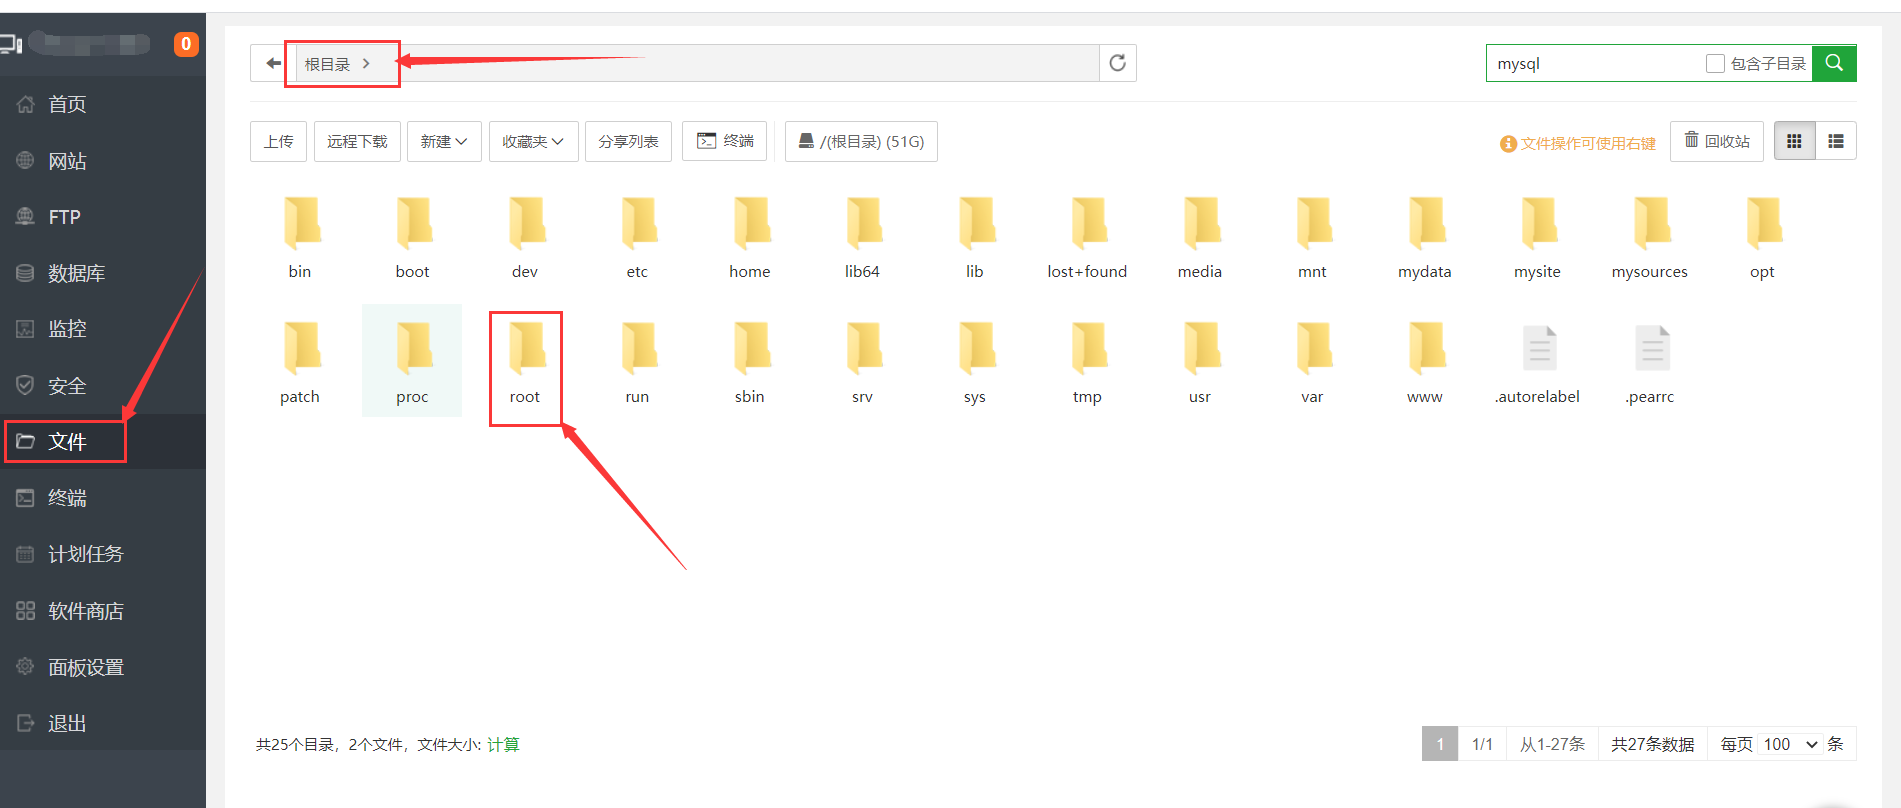 0
首页
网站
FTP
数据库
监控
安全
文件
终端
计划任务
软件商店
面板设置
退出
根目录
mysql 包含子目录
上传 远程下载 新建 收藏夹 分享列表 终端 /(根目录) (51G) 文件操作可使用右键 回收站
bin boot dev etc home lib64 lib lost+found media mnt mydata mysite mysources opt
patch proc root run sbin srv sys tmp usr var www .autorelabel .pearrc
共25个目录，2个文件，文件大小: 计算 1 1/1 从1-27条 共27条数据 每页 100 条